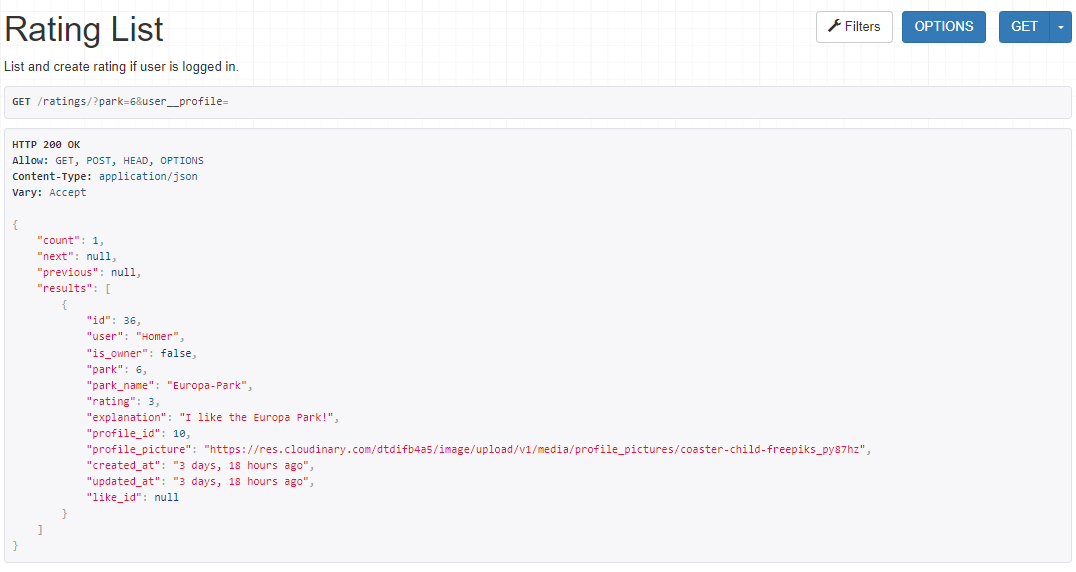 Rating List
Filters
OPTIONS
GET
List and create rating if user is logged in.
GET /ratings/?park=6&user__profile=
HTTP 200 OK
Allow: GET, POST, HEAD, OPTIONS
Content-Type: application/json
Vary: Accept
{
"count": 1,
"next": null,
"previous": null,
"results": [
{
"id": 36,
"user": "Homer",
"is_owner": false,
"park": 6,
"park_name": "Europa-Park",
"rating": 3,
"explanation": "I like the Europa Park!",
"profile_id": 10,
"profile_picture": "https://res.cloudinary.com/dtdifb4a5/image/upload/v1/media/profile_pictures/coaster-child-freepiks_py87hz",
"created_at": "3 days, 18 hours ago",
"updated_at": "3 days, 18 hours ago",
"like_id": null
}
]
}